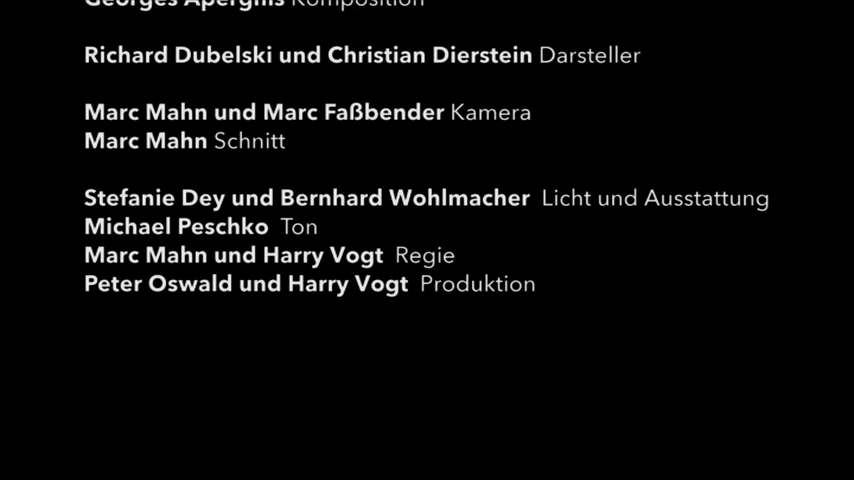 Georges Aperghis Komposition
Richard Dubelski und Christian Dierstein Darsteller
Marc Mahn und Marc Faßbender Kamera
Marc Mahn Schnitt
Stefanie Dey und Bernhard Wohlmacher Licht und Ausstattung
Michael Peschko Ton
Marc Mahn und Harry Vogt Regie
Peter Oswald und Harry Vogt Produktion